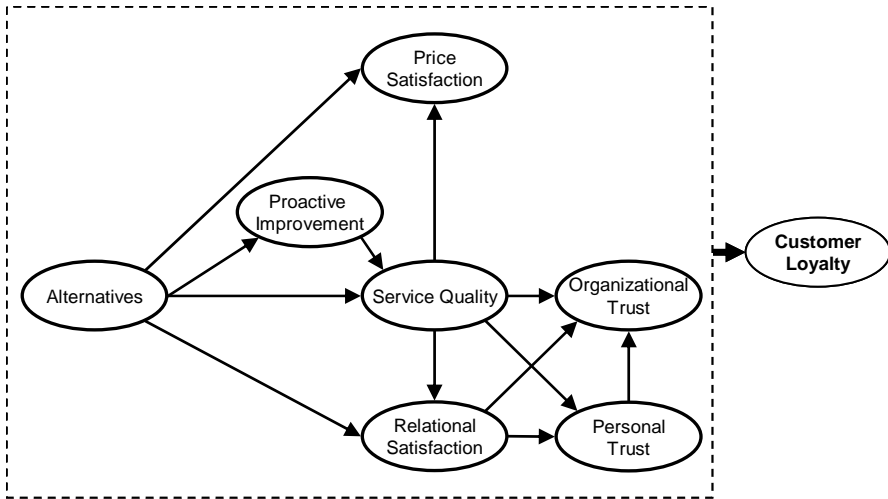 Price
Satisfaction
Proactive
Improvement
Alternatives
Service Quality
Organizational
Trust
Customer
Loyalty
Relational
Satisfaction
Personal
Trust